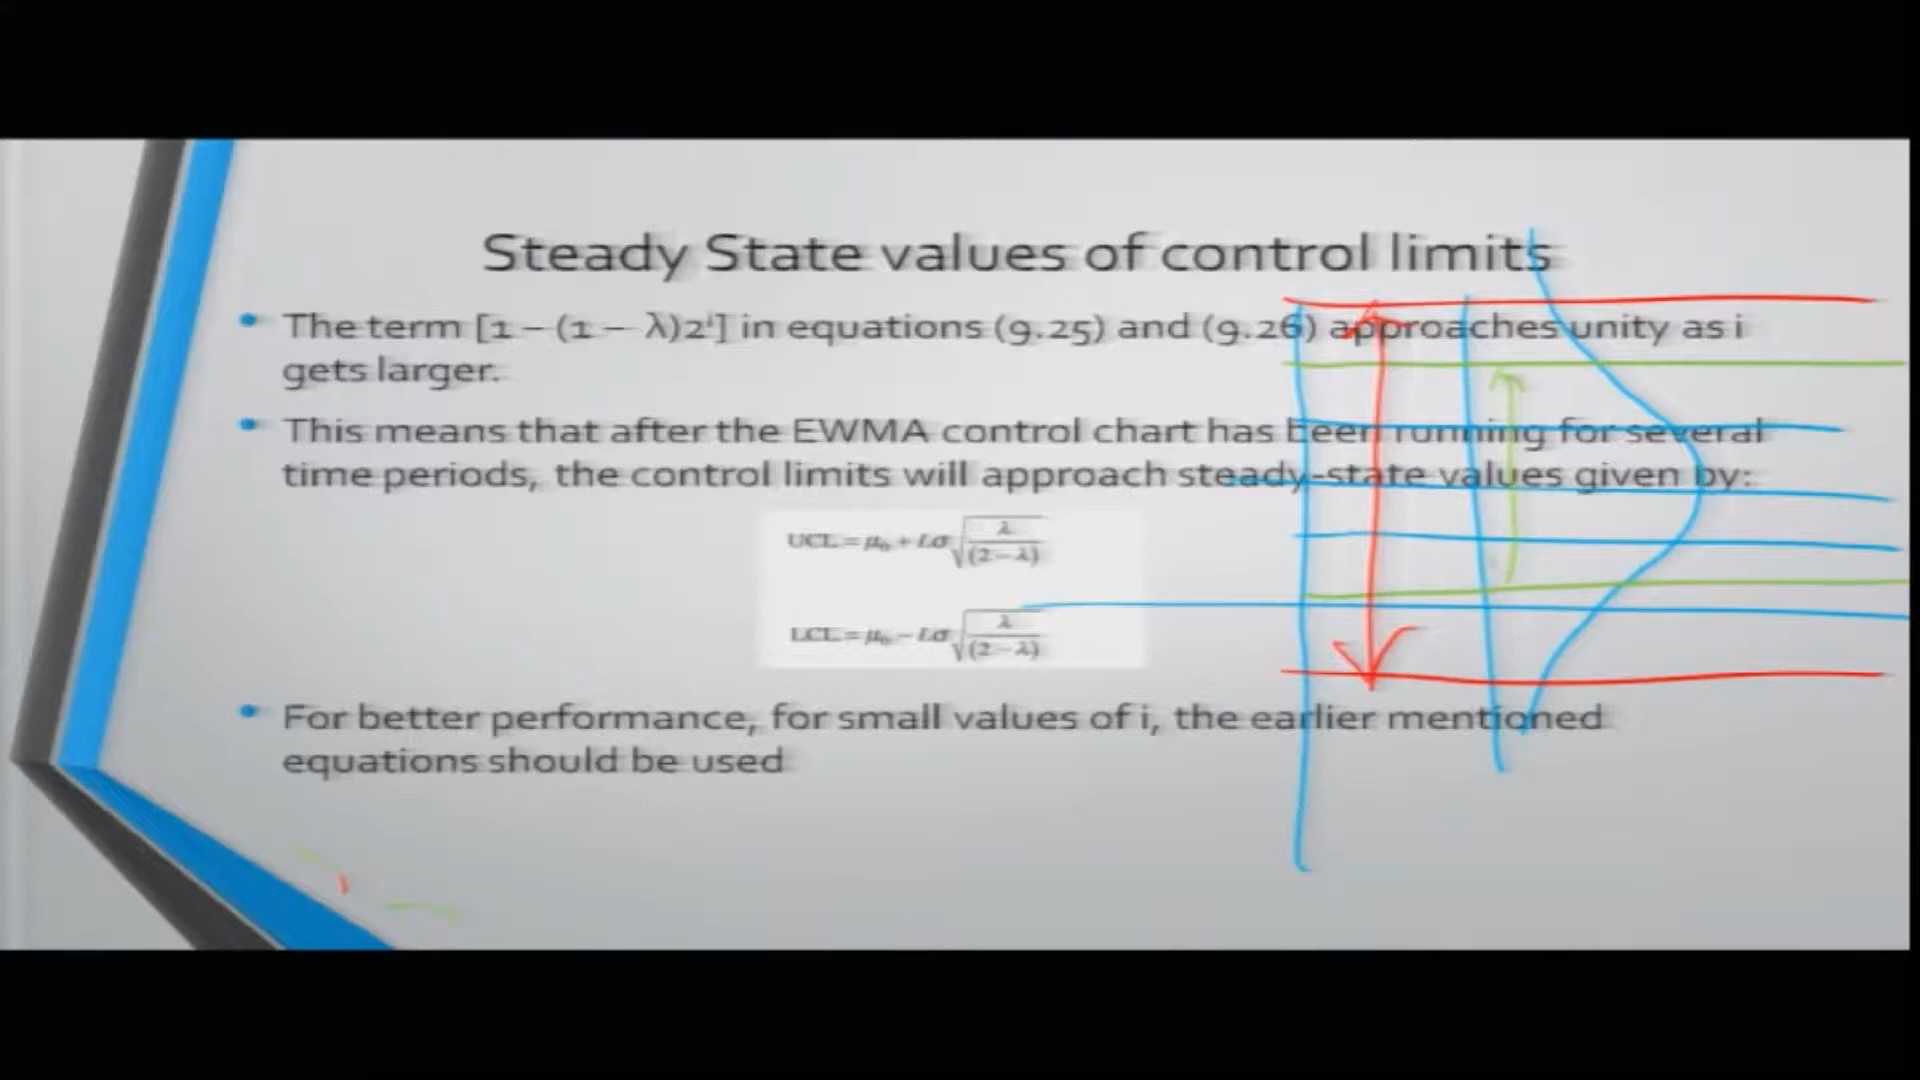 Steady State values of control limits
• The term [1 – (1 – λ)2ⁱ] in equations (9.25) and (9.26) approaches unity as i
gets larger.
• This means that after the EWMA control chart has been running for several
time periods, the control limits will approach steady-state values given by:
UCL = μ₀ + Lσ√(λ/(2 – λ))
LCL = μ₀ – Lσ√(λ/(2 – λ))
• For better performance, for small values of i, the earlier mentioned
equations should be used